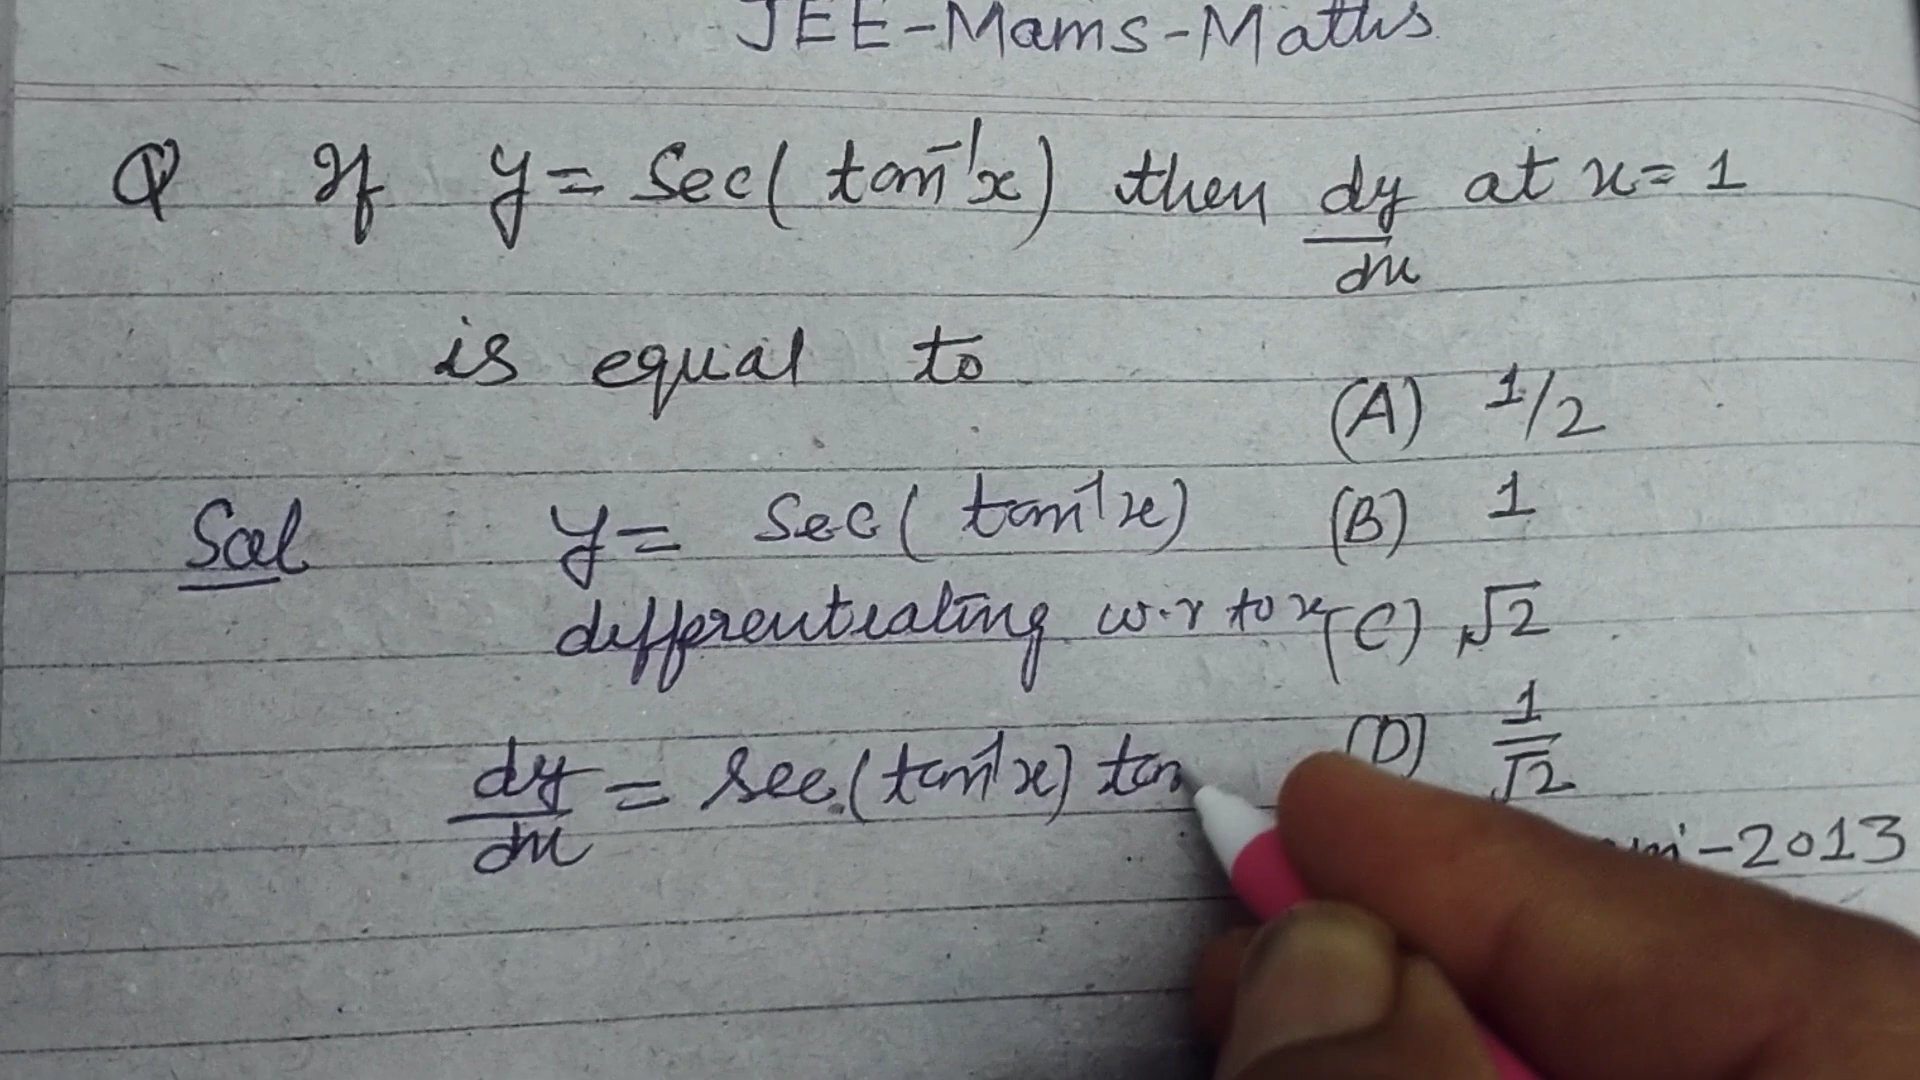 JEE-Mams-Maths
Q If y = Sec(tan⁻¹x) then dy/dx at x = 1
is equal to
(A) 1/2
Sol y = Sec(tan⁻¹x) (B) 1
differentiating w.r to x (C) √2
dy/dx = sec(tan⁻¹x) tan (D) 1/√2
-2013